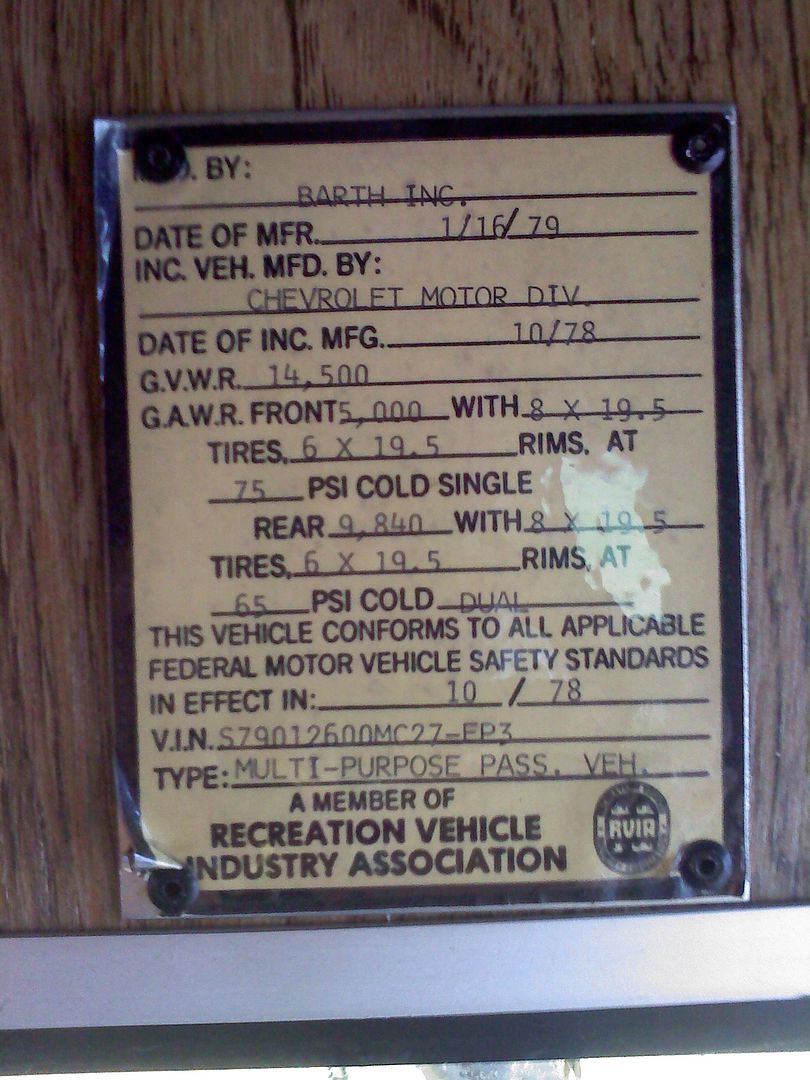 BY:
BARTH INC.
DATE OF MFR. 1/16/79
INC. VEH. MFD. BY:
CHEVROLET MOTOR DIV.
DATE OF INC. MFG. 10/78
G.V.W.R. 14,500
G.A.W.R. FRONT 5,000 WITH 8 X 19.5
TIRES, 6 X 19.5 RIMS, AT
75 PSI COLD SINGLE
REAR 9,840 WITH 8 X 19.5
TIRES, 6 X 19.5 RIMS, AT
65 PSI COLD DUAL
THIS VEHICLE CONFORMS TO ALL APPLICABLE
FEDERAL MOTOR VEHICLE SAFETY STANDARDS
IN EFFECT IN: 10 / 78
V.I.N. S79012600MC27-FP3
TYPE: MULTI-PURPOSE PASS. VEH.
A MEMBER OF
RECREATION VEHICLE
INDUSTRY ASSOCIATION
RVIA